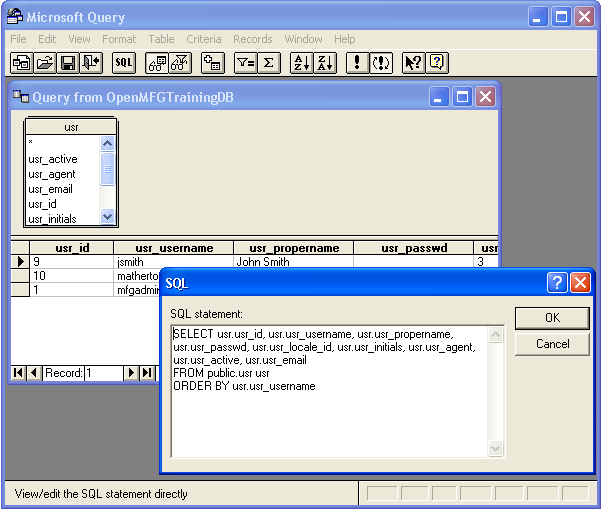 Microsoft Query
File Edit View Format Table Criteria Records Window Help
SQL
Query from OpenMFGTrainingDB
usr
*
usr_active
usr_agent
usr_email
usr_id
usr_initials
usr_id usr_username usr_propername usr_passwd usr
9 jsmith John Smith 3
10 matherto
1 mfgadmin
SQL
SQL statement:
SELECT usr.usr_id, usr.usr_username, usr.usr_propername,
usr.usr_passwd, usr.usr_locale_id, usr.usr_initials, usr.usr_agent,
usr.usr_active, usr.usr_email
FROM public.usr usr
ORDER BY usr.usr_username
OK
Cancel
Record: 1
View/edit the SQL statement directly